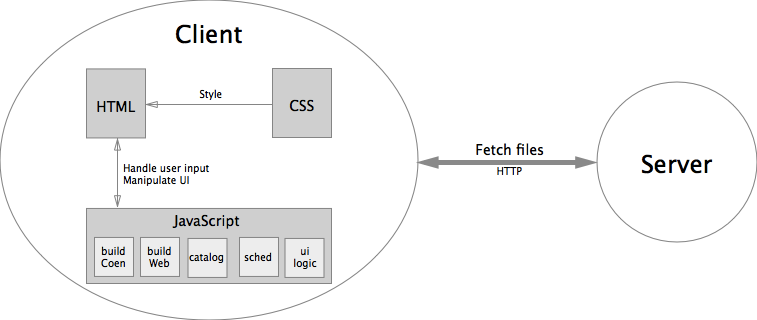 Client
HTML
Style
CSS
Handle user input
Manipulate UI
JavaScript
build
Coen
build
Web
catalog
sched
ui
logic
Fetch files
HTTP
Server